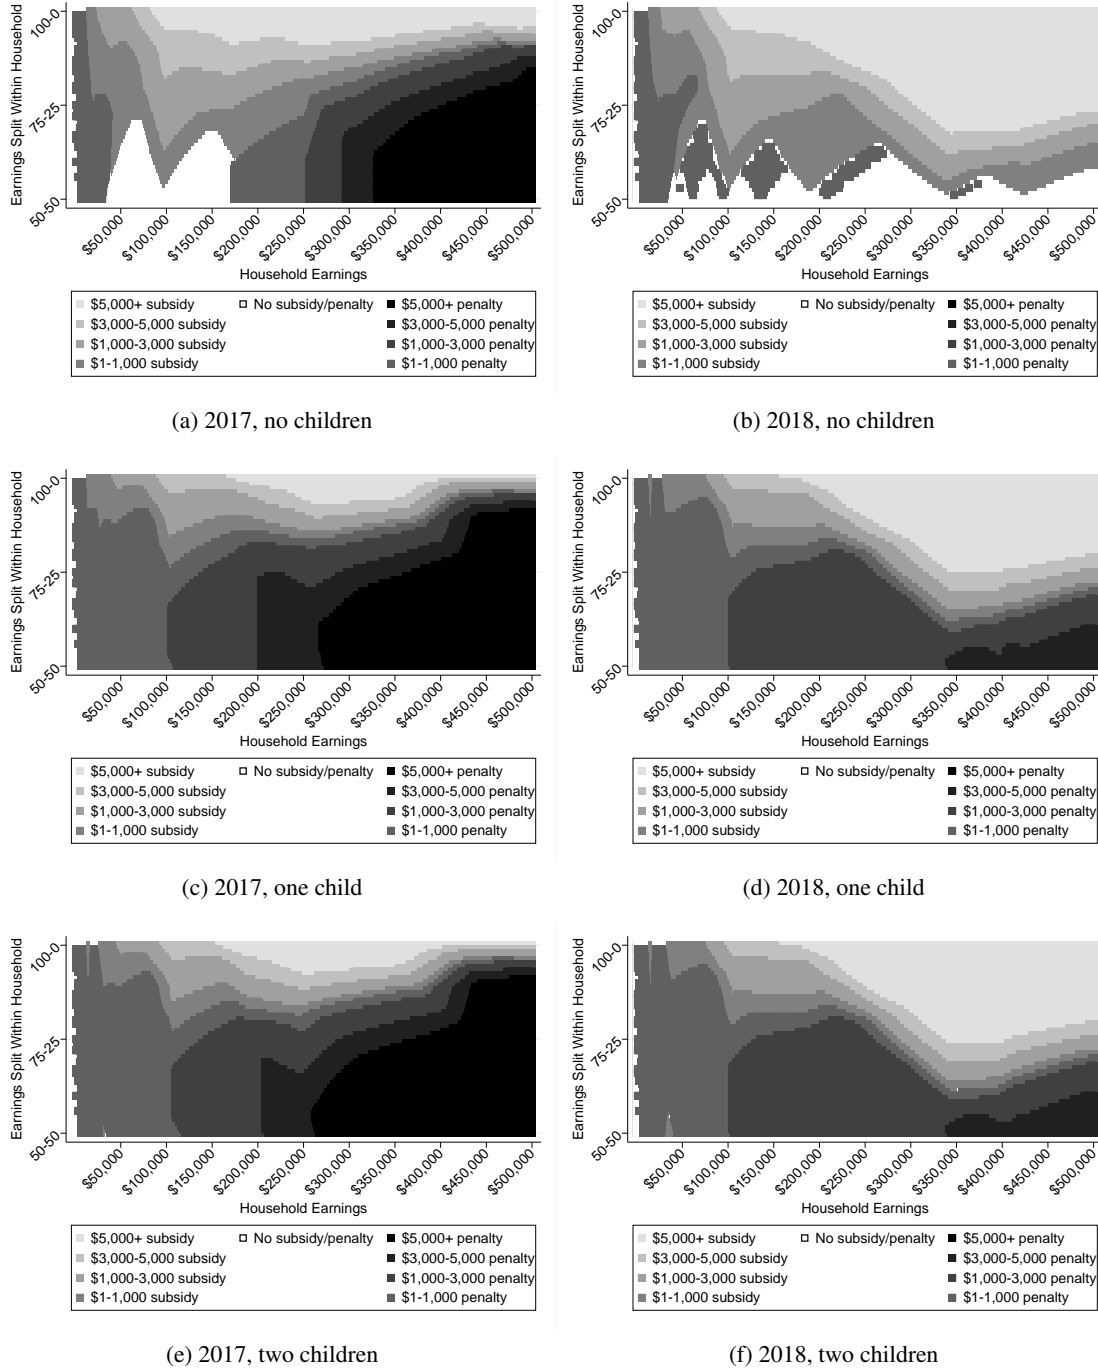 Earnings Split Within Household
100-0
75-25
50-50
$50,000
$100,000
$150,000
$200,000
$250,000
$300,000
$350,000
$400,000
$450,000
$500,000
Household Earnings
$5,000+ subsidy No subsidy/penalty $5,000+ penalty
$3,000-5,000 subsidy $3,000-5,000 penalty
$1,000-3,000 subsidy $1,000-3,000 penalty
$1-1,000 subsidy $1-1,000 penalty
(a) 2017, no children
Earnings Split Within Household
100-0
75-25
50-50
$50,000
$100,000
$150,000
$200,000
$250,000
$300,000
$350,000
$400,000
$450,000
$500,000
Household Earnings
$5,000+ subsidy No subsidy/penalty $5,000+ penalty
$3,000-5,000 subsidy $3,000-5,000 penalty
$1,000-3,000 subsidy $1,000-3,000 penalty
$1-1,000 subsidy $1-1,000 penalty
(b) 2018, no children
Earnings Split Within Household
100-0
75-25
50-50
$50,000
$100,000
$150,000
$200,000
$250,000
$300,000
$350,000
$400,000
$450,000
$500,000
Household Earnings
$5,000+ subsidy No subsidy/penalty $5,000+ penalty
$3,000-5,000 subsidy $3,000-5,000 penalty
$1,000-3,000 subsidy $1,000-3,000 penalty
$1-1,000 subsidy $1-1,000 penalty
(c) 2017, one child
Earnings Split Within Household
100-0
75-25
50-50
$50,000
$100,000
$150,000
$200,000
$250,000
$300,000
$350,000
$400,000
$450,000
$500,000
Household Earnings
$5,000+ subsidy No subsidy/penalty $5,000+ penalty
$3,000-5,000 subsidy $3,000-5,000 penalty
$1,000-3,000 subsidy $1,000-3,000 penalty
$1-1,000 subsidy $1-1,000 penalty
(d) 2018, one child
Earnings Split Within Household
100-0
75-25
50-50
$50,000
$100,000
$150,000
$200,000
$250,000
$300,000
$350,000
$400,000
$450,000
$500,000
Household Earnings
$5,000+ subsidy No subsidy/penalty $5,000+ penalty
$3,000-5,000 subsidy $3,000-5,000 penalty
$1,000-3,000 subsidy $1,000-3,000 penalty
$1-1,000 subsidy $1-1,000 penalty
(e) 2017, two children
Earnings Split Within Household
100-0
75-25
50-50
$50,000
$100,000
$150,000
$200,000
$250,000
$300,000
$350,000
$400,000
$450,000
$500,000
Household Earnings
$5,000+ subsidy No subsidy/penalty $5,000+ penalty
$3,000-5,000 subsidy $3,000-5,000 penalty
$1,000-3,000 subsidy $1,000-3,000 penalty
$1-1,000 subsidy $1-1,000 penalty
(f) 2018, two children